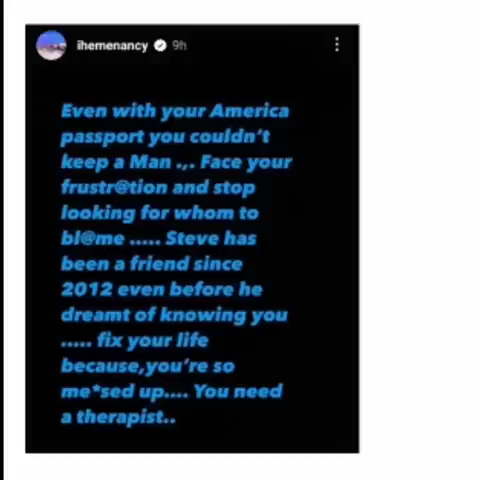 ihemenancy 9h
Even with your America
passport you couldn't
keep a Man .,. Face your
frustr@tion and stop
looking for whom to
bl@me ..... Steve has
been a friend since
2012 even before he
dreamt of knowing you
..... fix your life
because,you're so
me*sed up.... You need
a therapist..